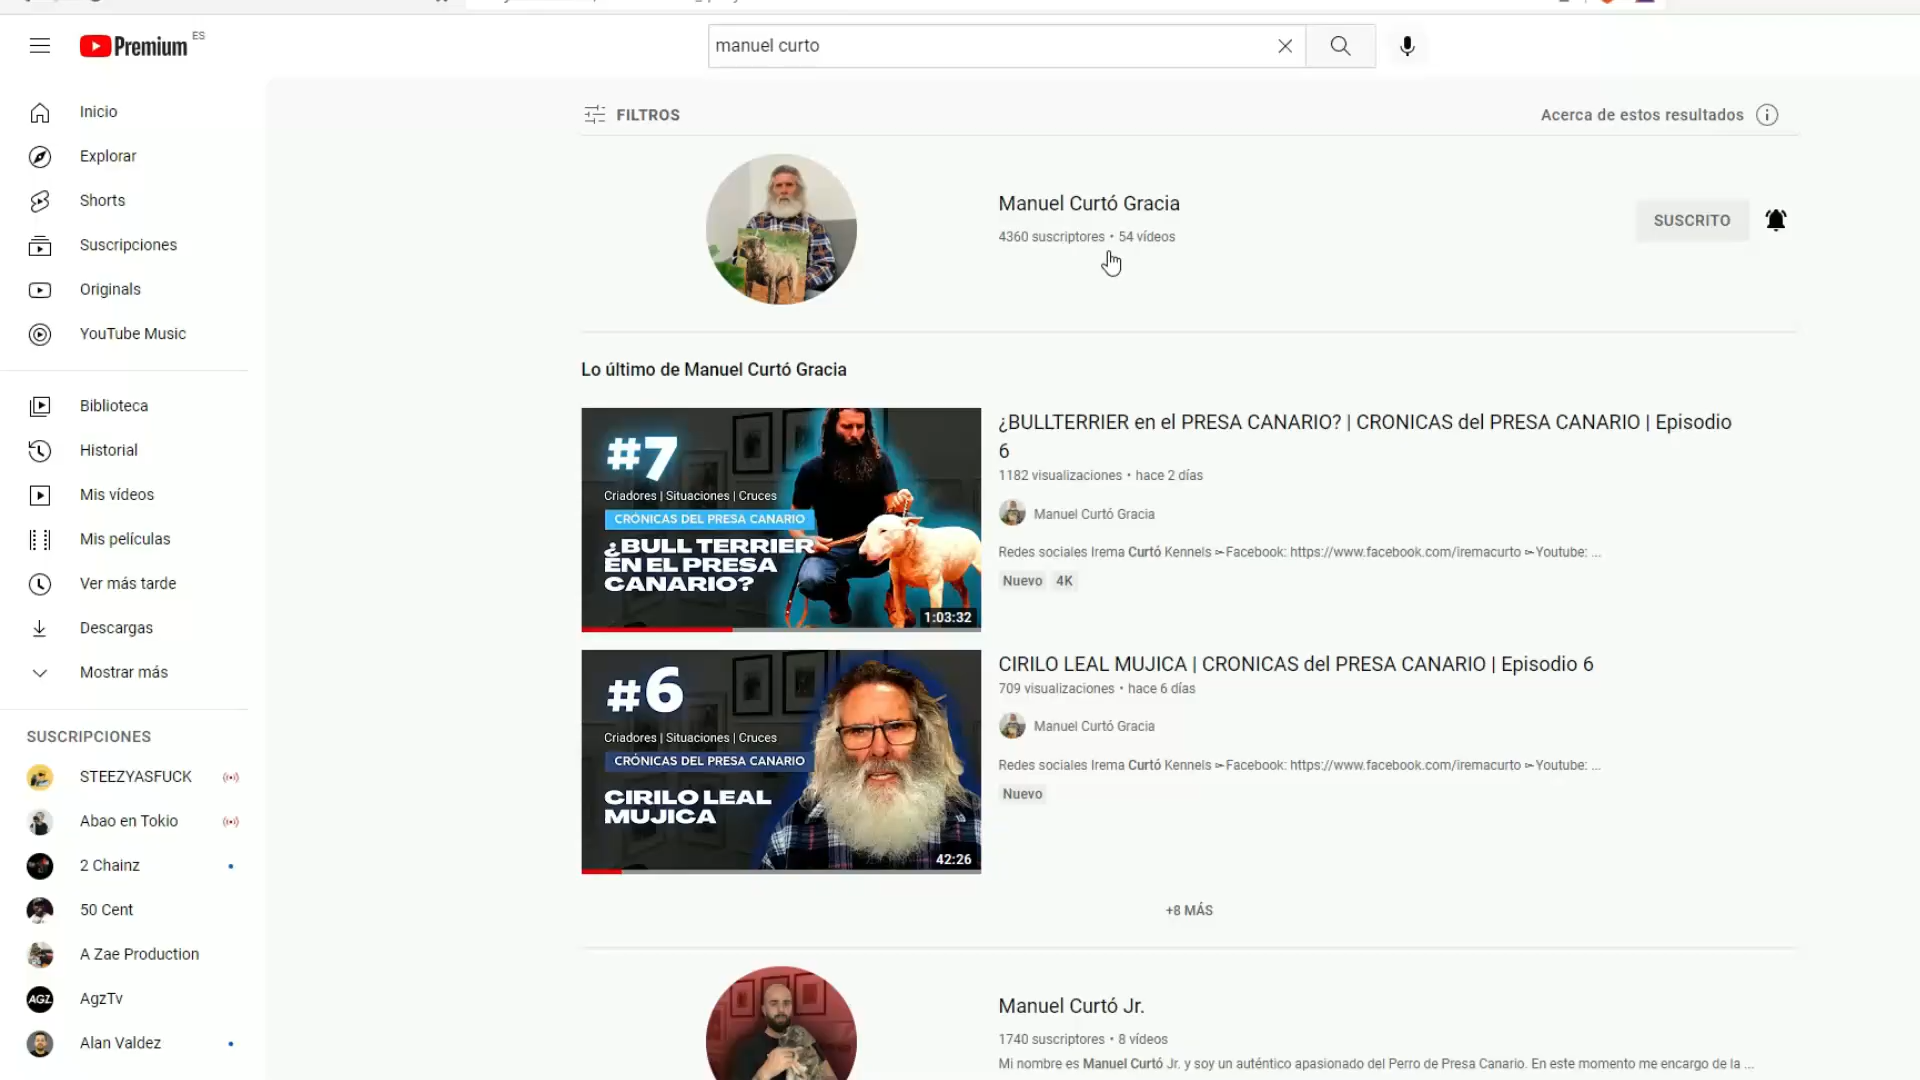 Premium ES
manuel curto
Inicio
Explorar
Shorts
Suscripciones
Originals
YouTube Music
Biblioteca
Historial
Mis vídeos
Mis películas
Ver más tarde
Descargas
Mostrar más
SUSCRIPCIONES
STEEZYASFUCK
Abao en Tokio
2 Chainz
50 Cent
A Zae Production
AGZ AgzTv
Alan Valdez
FILTROS
Acerca de estos resultados
Manuel Curtó Gracia
4360 suscriptores • 54 vídeos
SUSCRITO
Lo último de Manuel Curtó Gracia
#7
Criadores | Situaciones | Cruces
CRÓNICAS DEL PRESA CANARIO
¿BULL TERRIER
EN EL PRESA
CANARIO?
1:03:32
¿BULLTERRIER en el PRESA CANARIO? | CRONICAS del PRESA CANARIO | Episodio
6
1182 visualizaciones • hace 2 días
Manuel Curtó Gracia
Redes sociales Irema Curtó Kennels ➣Facebook: https://www.facebook.com/iremacurto ➣Youtube: ...
Nuevo 4K
#6
Criadores | Situaciones | Cruces
CRÓNICAS DEL PRESA CANARIO
CIRILO LEAL
MUJICA
42:26
CIRILO LEAL MUJICA | CRONICAS del PRESA CANARIO | Episodio 6
709 visualizaciones • hace 6 días
Manuel Curtó Gracia
Redes sociales Irema Curtó Kennels ➣Facebook: https://www.facebook.com/iremacurto ➣Youtube: ...
Nuevo
+8 MÁS
Manuel Curtó Jr.
1740 suscriptores • 8 vídeos
Mi nombre es Manuel Curtó Jr. y soy un auténtico apasionado del Perro de Presa Canario. En este momento me encargo de la ...